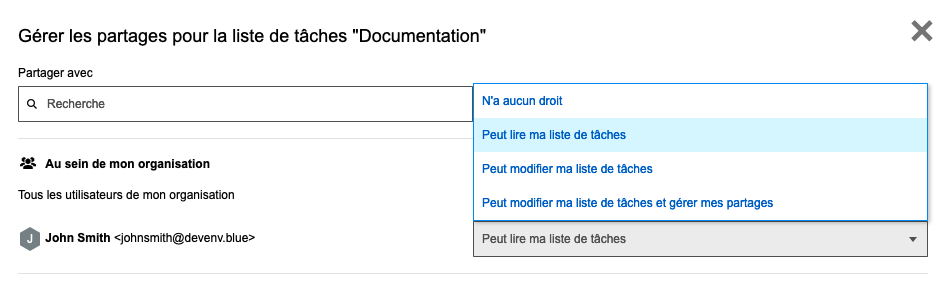 Gérer les partages pour la liste de tâches "Documentation"
Partager avec
Recherche
N'a aucun droit
Peut lire ma liste de tâches
Peut modifier ma liste de tâches
Peut modifier ma liste de tâches et gérer mes partages
Au sein de mon organisation
Tous les utilisateurs de mon organisation
J John Smith <johnsmith@devenv.blue>
Peut lire ma liste de tâches